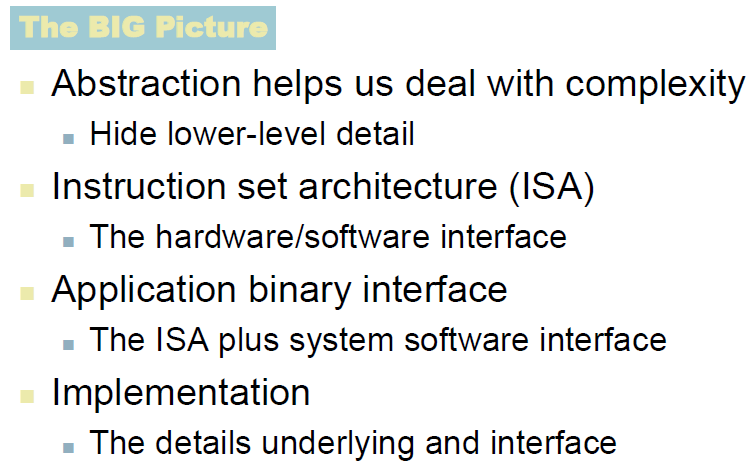 The BIG Picture
Abstraction helps us deal with complexity
Hide lower-level detail
Instruction set architecture (ISA)
The hardware/software interface
Application binary interface
The ISA plus system software interface
Implementation
The details underlying and interface